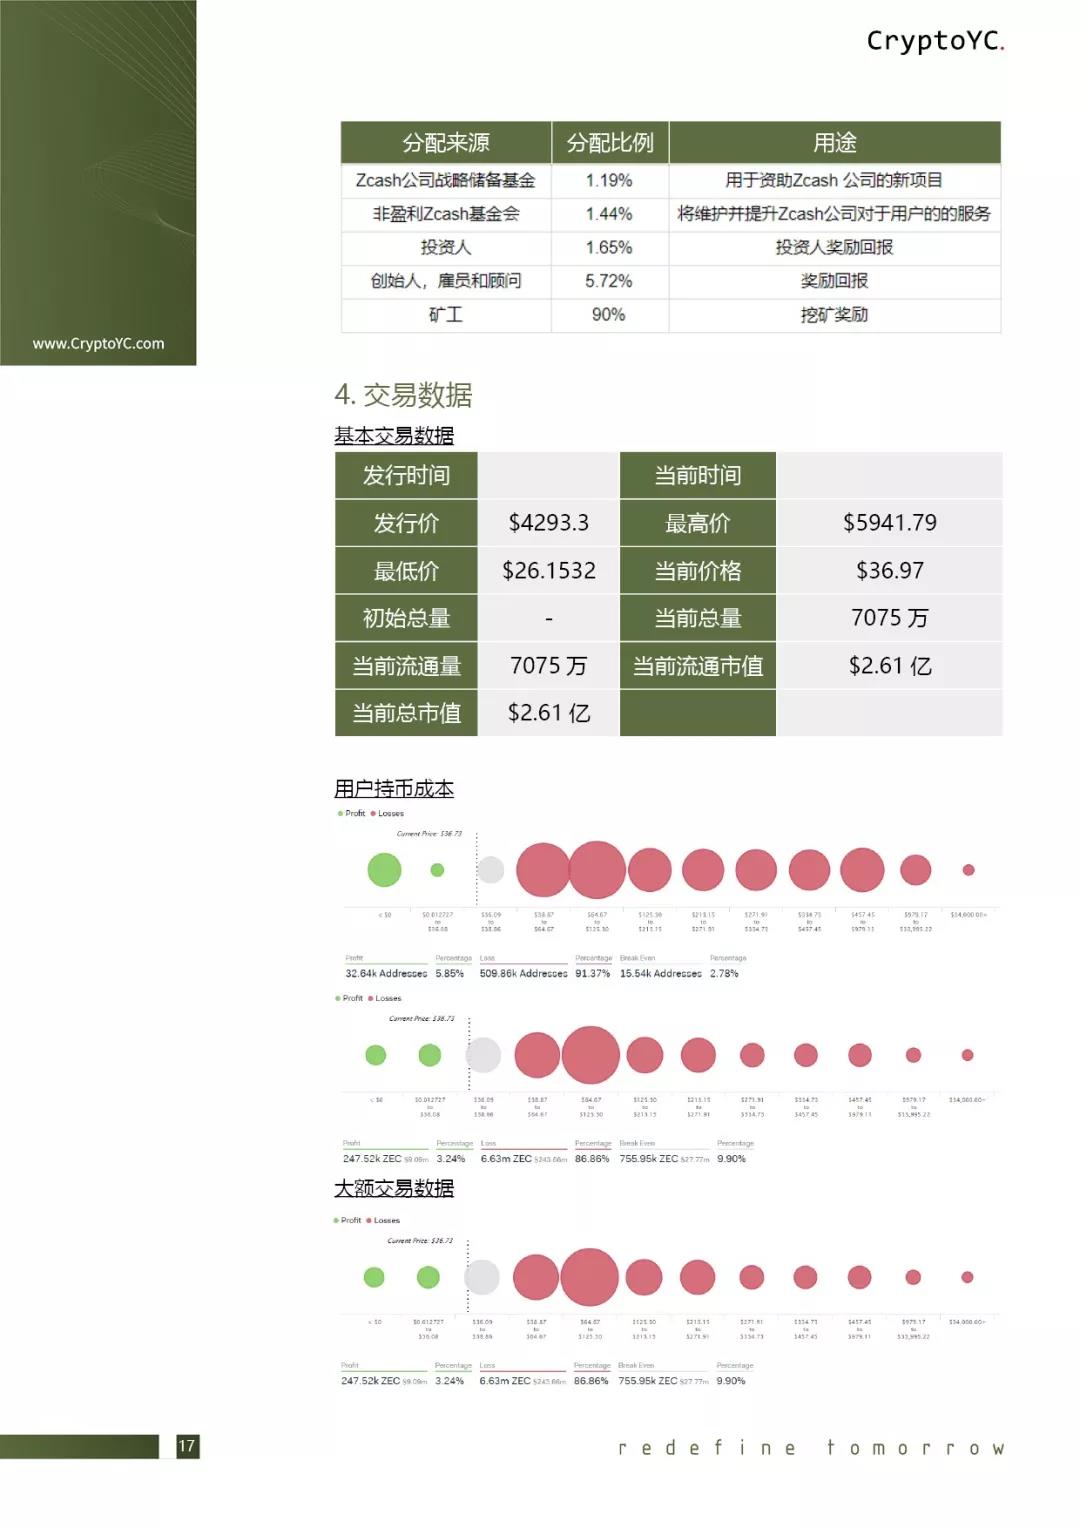 CryptoYC.
www.CryptoYC.com
分配来源 分配比例 用途
Zcash公司战略储备基金 1.19% 用于资助Zcash 公司的新项目
非盈利Zcash基金会 1.44% 将维护并提升Zcash公司对于用户的的服务
投资人 1.65% 投资人奖励回报
创始人，雇员和顾问 5.72% 奖励回报
矿工 90% 挖矿奖励
4. 交易数据
基本交易数据
发行时间 当前时间
发行价 $4293.3 最高价 $5941.79
最低价 $26.1532 当前价格 $36.97
初始总量 - 当前总量 7075 万
当前流通量 7075 万 当前流通市值 $2.61 亿
当前总市值 $2.61 亿
用户持币成本
Profit Losses
Current Price: $36.73
< $0 $0.012727 $36.09 $38.87 $64.67 $125.30 $213.15 $271.91 $334.73 $457.45 $979.17 $34,000.00+
to to to to to to to to to to
$36.08 $38.86 $64.67 $125.30 $213.15 $271.91 $334.73 $457.45 $979.11 $33,995.22
Profit Percentage Loss Percentage Break Even Percentage
32.64k Addresses 5.85% 509.86k Addresses 91.37% 15.54k Addresses 2.78%
Profit Losses
Current Price: $36.73
< $0 $0.012727 $36.09 $38.87 $64.67 $125.30 $213.15 $271.91 $334.73 $457.45 $979.17 $34,000.00+
to to to to to to to to to to
$36.08 $38.86 $64.67 $125.30 $213.15 $271.91 $334.73 $457.45 $979.11 $33,995.22
Profit Percentage Loss Percentage Break Even Percentage
247.52k ZEC $9.09m 3.24% 6.63m ZEC $243.66m 86.86% 755.95k ZEC $27.77m 9.90%
大额交易数据
Profit Losses
Current Price: $36.73
< $0 $0.012727 $36.09 $38.87 $64.67 $125.30 $213.15 $271.91 $334.73 $457.45 $979.17 $34,000.00+
to to to to to to to to to to
$36.08 $38.86 $64.67 $125.30 $213.15 $271.91 $334.73 $457.45 $979.11 $33,995.22
Profit Percentage Loss Percentage Break Even Percentage
247.52k ZEC $9.09m 3.24% 6.63m ZEC $243.66m 86.86% 755.95k ZEC $27.77m 9.90%
17
redefine tomorrow